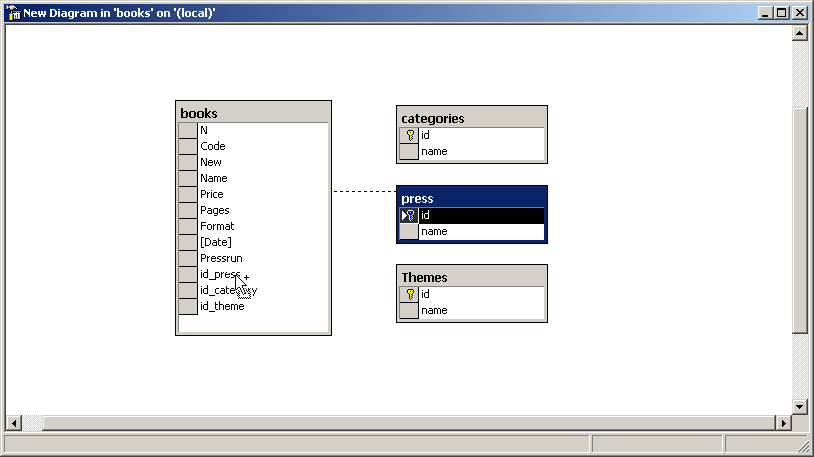 New Diagram in 'books' on '(local)'
books
N
Code
New
Name
Price
Pages
Format
[Date]
Pressrun
id_press
id_category
id_theme
categories
id
name
press
id
name
Themes
id
name